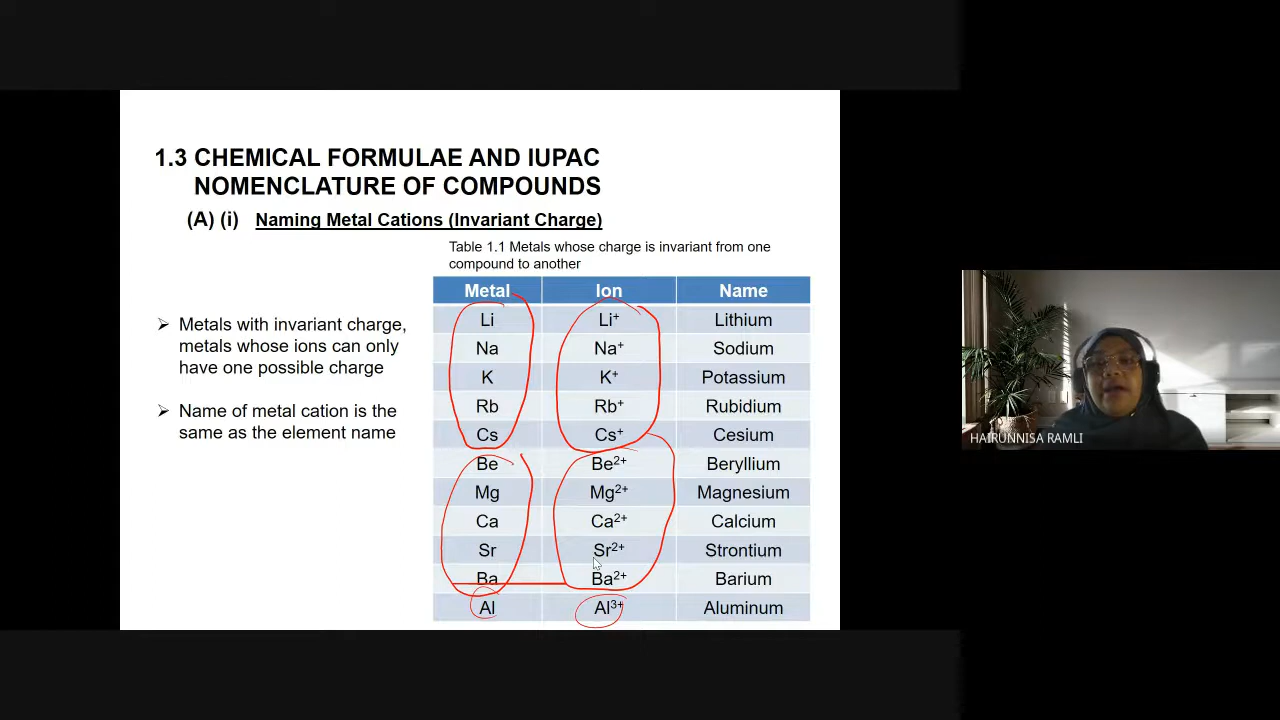 1.3 CHEMICAL FORMULAE AND IUPAC
NOMENCLATURE OF COMPOUNDS
(A) (i) Naming Metal Cations (Invariant Charge)
Table 1.1 Metals whose charge is invariant from one
compound to another
➢ Metals with invariant charge,
metals whose ions can only
have one possible charge
➢ Name of metal cation is the
same as the element name
Metal Ion Name
Li Li⁺ Lithium
Na Na⁺ Sodium
K K⁺ Potassium
Rb Rb⁺ Rubidium
Cs Cs⁺ Cesium
Be Be²⁺ Beryllium
Mg Mg²⁺ Magnesium
Ca Ca²⁺ Calcium
Sr Sr²⁺ Strontium
Ba Ba²⁺ Barium
Al Al³⁺ Aluminum
HAIRUNNISA RAMLI